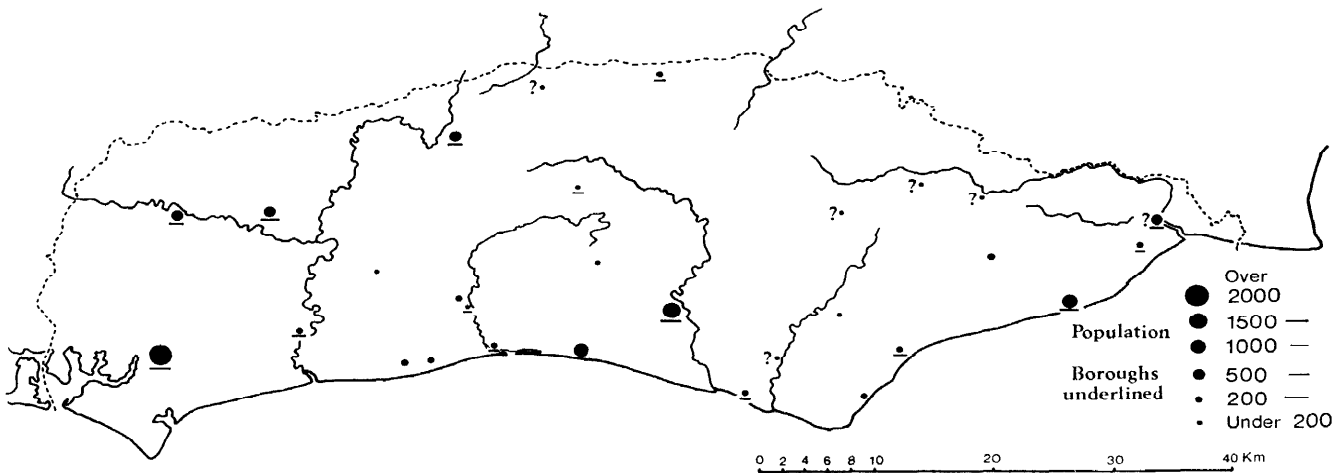 ?
?
?
?
?
?
Over
2000
Population
1500 —
1000 —
Boroughs
underlined
500 —
200 —
Under 200
0 2 4 6 8 10 20 30 40 Km